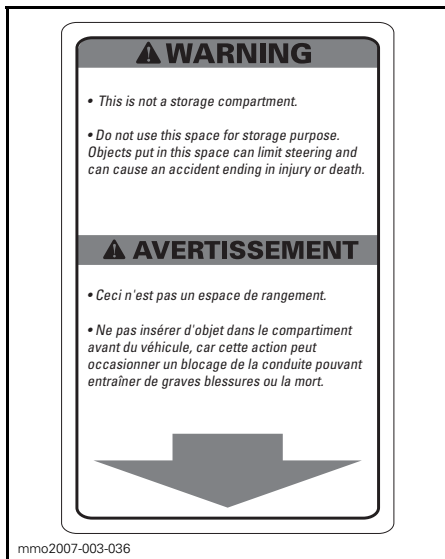 WARNING
• This is not a storage compartment.
• Do not use this space for storage purpose.
Objects put in this space can limit steering and
can cause an accident ending in injury or death.
AVERTISSEMENT
• Ceci n'est pas un espace de rangement.
• Ne pas insérer d'objet dans le compartiment
avant du véhicule, car cette action peut
occasionner un blocage de la conduite pouvant
entraîner de graves blessures ou la mort.
mmo2007-003-036